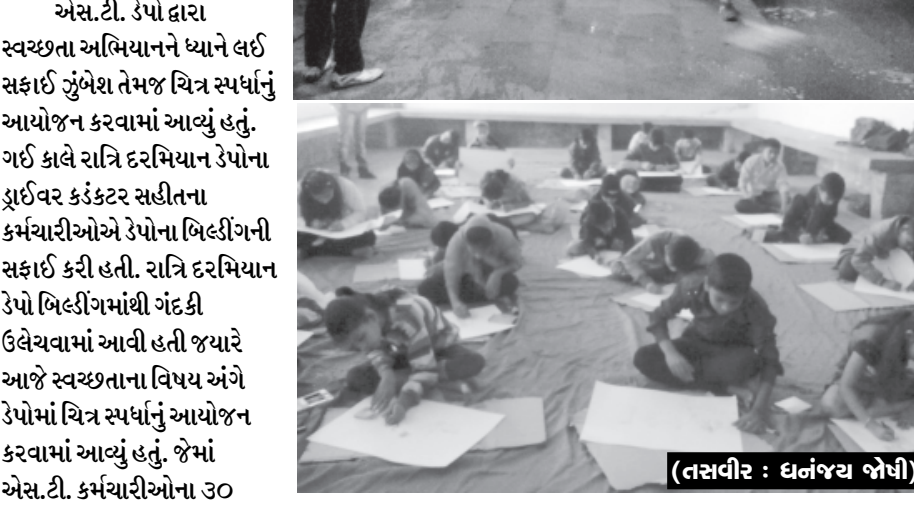 એસ.ટી. ડેપો દ્વારા
સ્વચ્છતા અભિયાનને ધ્યાને લઈ
સફાઈ ઝુંબેશ તેમજ ચિત્ર સ્પર્ધાનું
આયોજન કરવામાં આવ્યું હતું.
ગઈ કાલે રાત્રિ દરમિયાન ડેપોના
ડ્રાઈવર કડંકટર સહીતના
કર્મચારીઓએ ડેપોના બિલ્ડીંગની
સફાઈ કરી હતી. રાત્રિ દરમિયાન
ડેપો બિલ્ડીંગમાંથી ગંદકી
ઉલેચવામાં આવી હતી જયારે
આજે સ્વચ્છતાના વિષય અંગે
ડેપોમાં ચિત્ર સ્પર્ધાનું આયોજન
કરવામાં આવ્યું હતું. જેમાં
એસ.ટી. કર્મચારીઓના ૩૦
(તસવીર : ધનંજય જોષી)